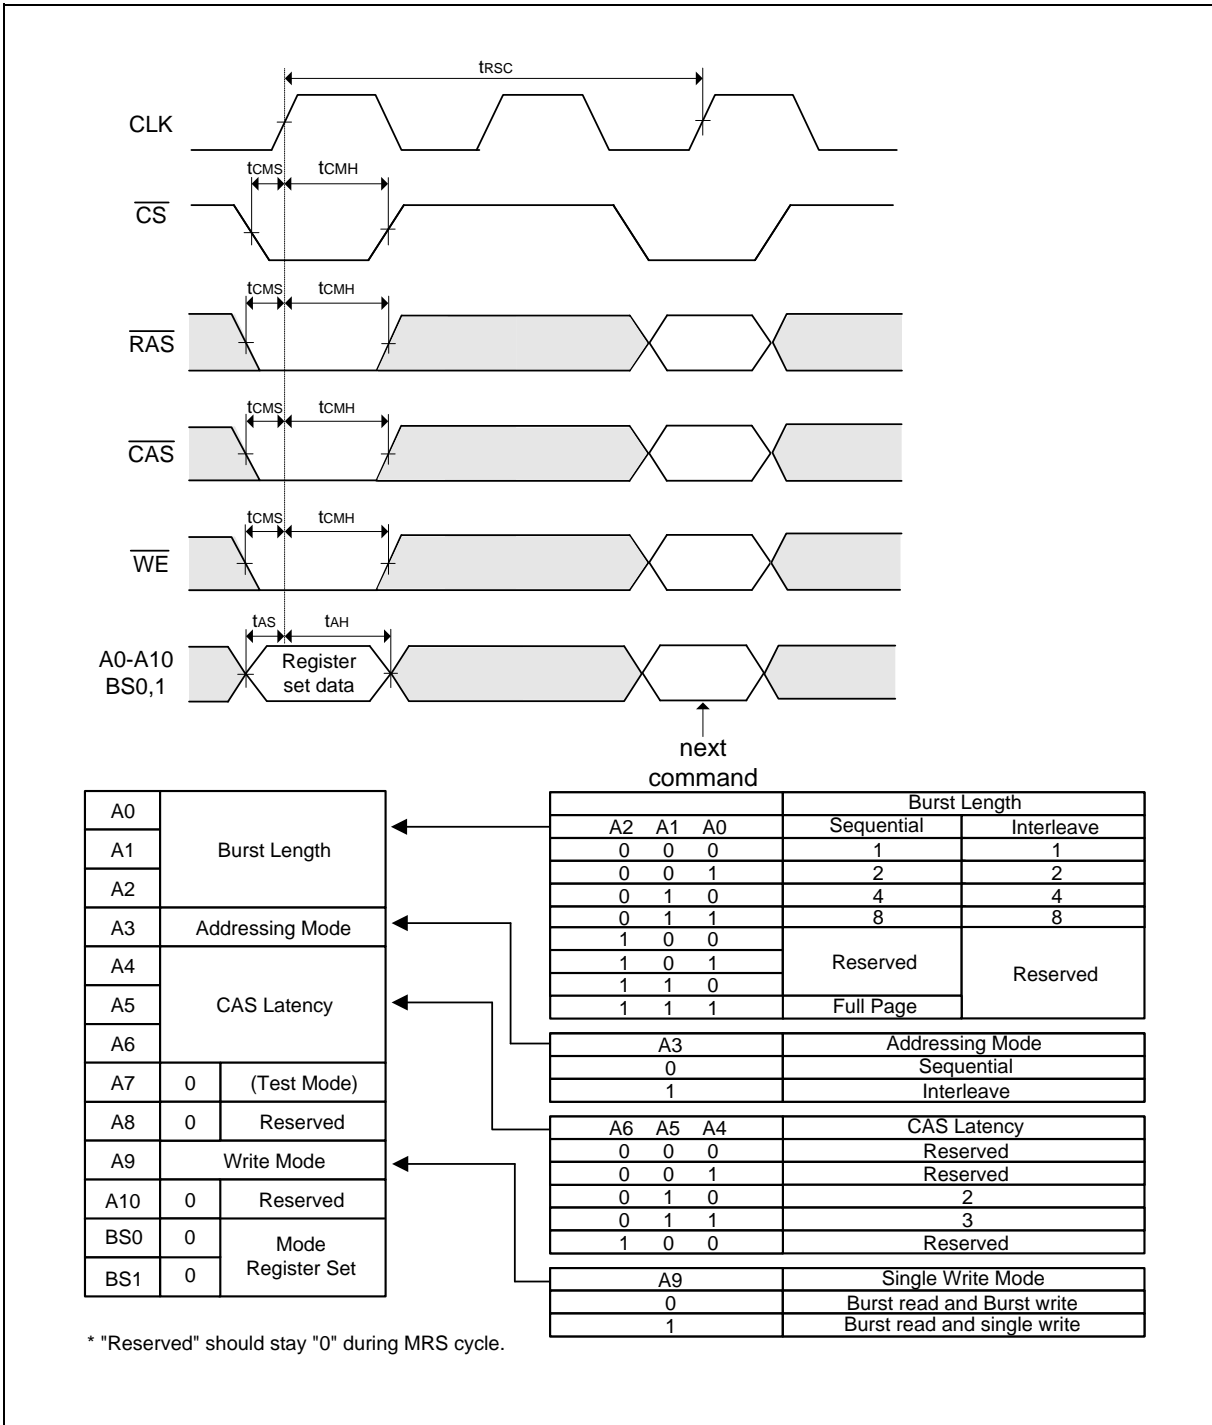 tRSC
CLK
tCMS tCMH
CS
tCMS tCMH
RAS
tCMS tCMH
CAS
tCMS tCMH
WE
tAS tAH
A0-A10
BS0,1
Register
set data
next
command
A0
A1 Burst Length
A2
A3 Addressing Mode
A4
A5 CAS Latency
A6
A7 0 (Test Mode)
A8 0 Reserved
A9 Write Mode
A10 0 Reserved
BS0 0 Mode
BS1 0 Register Set
Burst Length
A2 A1 A0 Sequential Interleave
0 0 0 1 1
0 0 1 2 2
0 1 0 4 4
0 1 1 8 8
1 0 0
1 0 1 Reserved Reserved
1 1 0
1 1 1 Full Page
A3 Addressing Mode
0 Sequential
1 Interleave
A6 A5 A4 CAS Latency
0 0 0 Reserved
0 0 1 Reserved
0 1 0 2
0 1 1 3
1 0 0 Reserved
A9 Single Write Mode
0 Burst read and Burst write
1 Burst read and single write
* "Reserved" should stay "0" during MRS cycle.